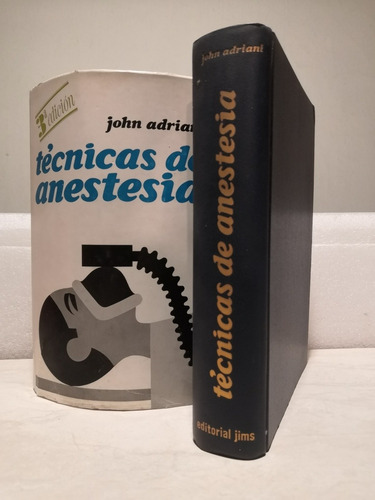 3ª edición
john adriani
técnicas de
anestesia
john adriani
técnicas de anestesia
editorial jims